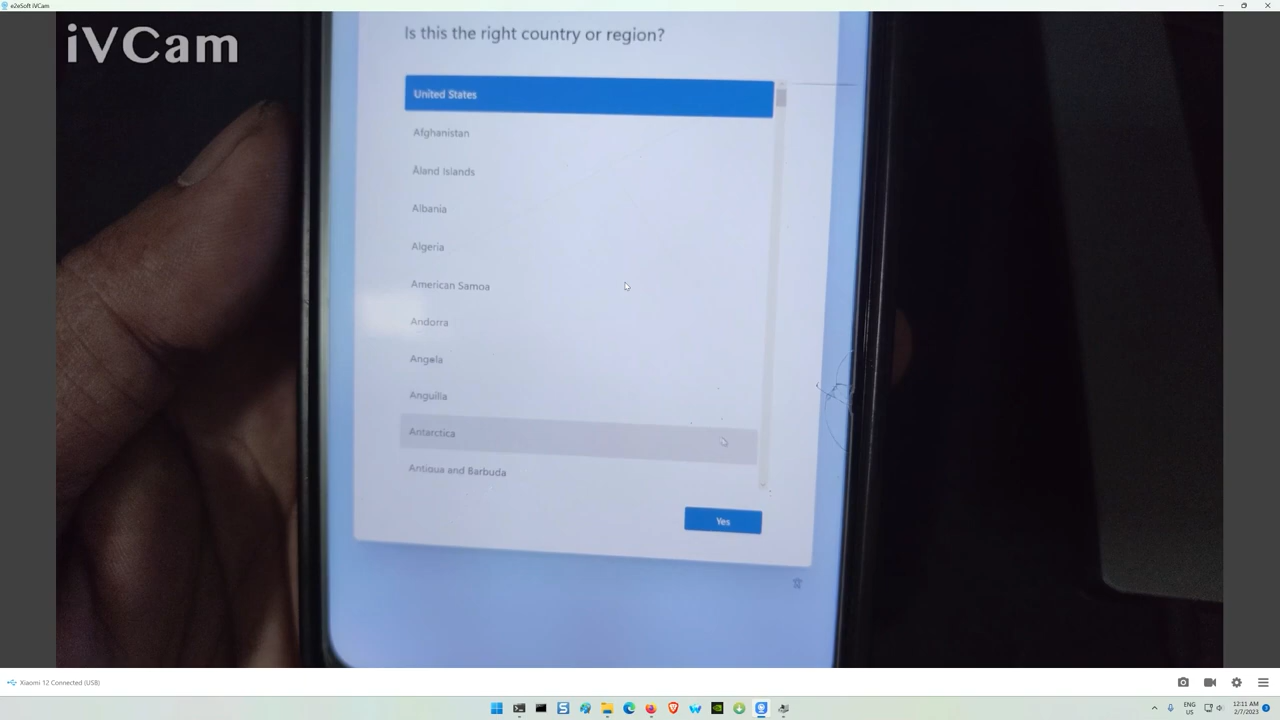 e2eSoft iVCam
iVCam
Is this the right country or region?
United States
Afghanistan
Åland Islands
Albania
Algeria
American Samoa
Andorra
Angola
Anguilla
Antarctica
Antigua and Barbuda
Yes
Xiaomi 12 Connected (USB)
ENG
US
12:11 AM
2/7/2023